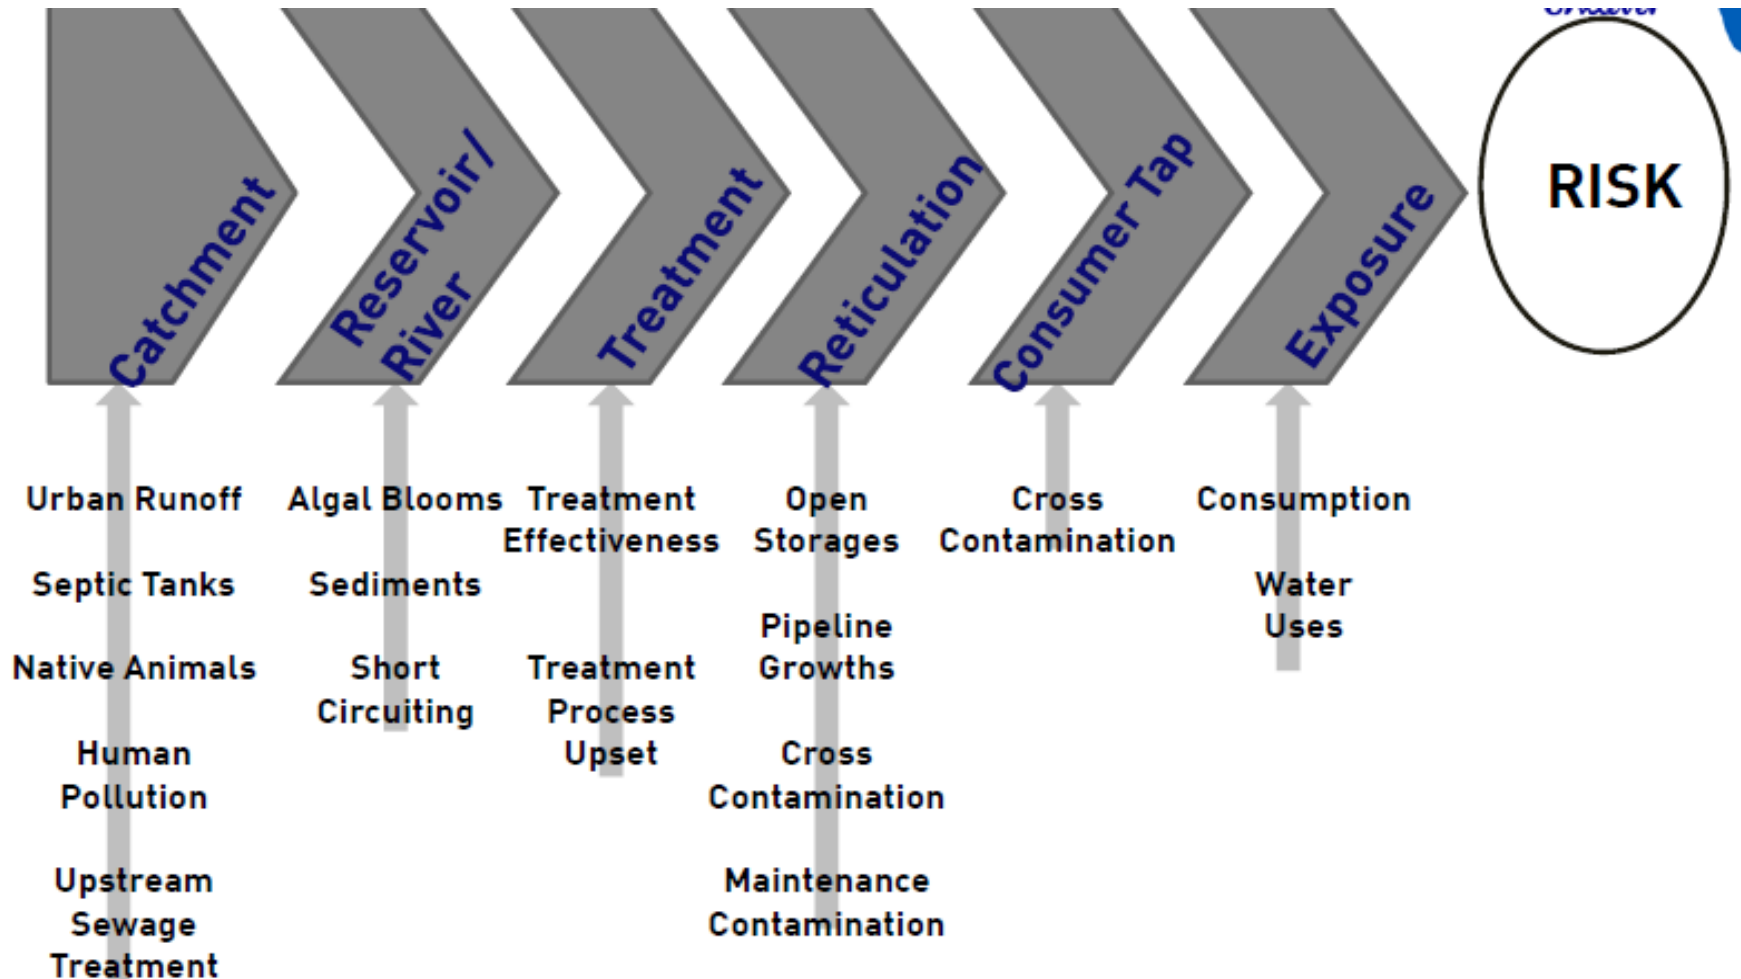 RISK
Catchment
Reservoir/
River
Treatment
Reticulation
Consumer Tap
Exposure
Urban Runoff
Septic Tanks
Native Animals
Human
Pollution
Upstream
Sewage
Treatment
Algal Blooms
Sediments
Short
Circuiting
Treatment
Effectiveness
Treatment
Process
Upset
Open
Storages
Pipeline
Growths
Cross
Contamination
Maintenance
Contamination
Cross
Contamination
Consumption
Water
Uses